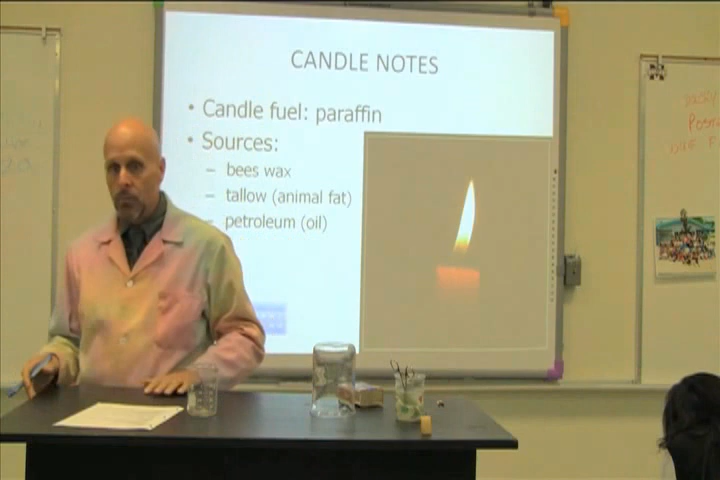 CANDLE NOTES
• Candle fuel: paraffin
• Sources:
– bees wax
– tallow (animal fat)
– petroleum (oil)